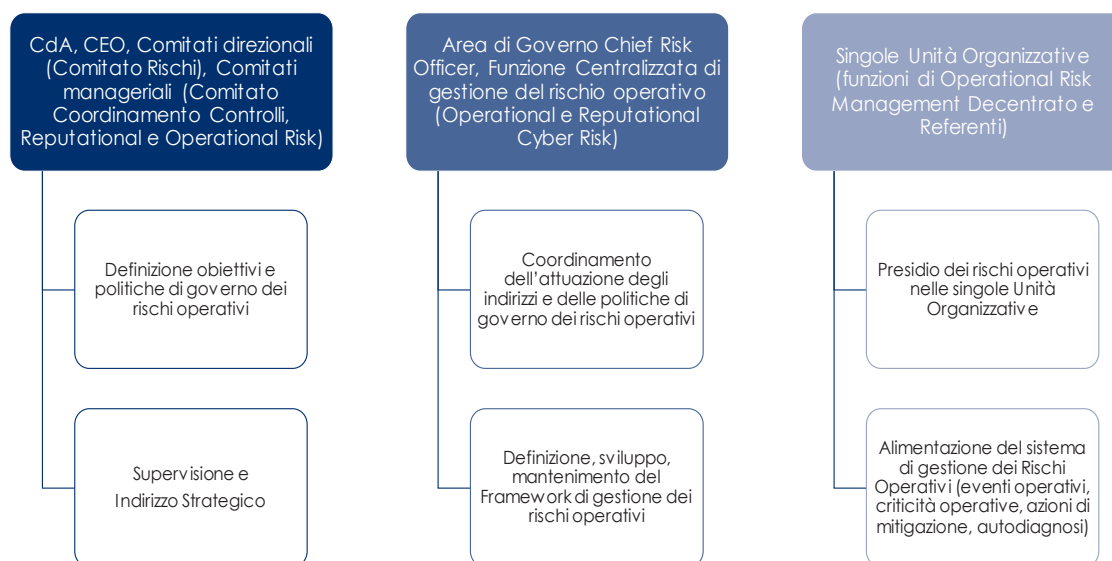 CdA, CEO, Comitati direzionali
(Comitato Rischi), Comitati
manageriali (Comitato
Coordinamento Controlli,
Reputational e Operational Risk)
Definizione obiettivi e
politiche di governo dei
rischi operativi
Supervisione e
Indirizzo Strategico
Area di Governo Chief Risk
Officer, Funzione Centralizzata di
gestione del rischio operativo
(Operational e Reputational
Cyber Risk)
Coordinamento
dell'attuazione degli
indirizzi e delle politiche di
governo dei rischi operativi
Definizione, sviluppo,
mantenimento del
Framework di gestione dei
rischi operativi
Singole Unità Organizzative
(funzioni di Operational Risk
Management Decentrato e
Referenti)
Presidio dei rischi operativi
nelle singole Unità
Organizzative
Alimentazione del sistema
di gestione dei Rischi
Operativi (eventi operativi,
criticità operative, azioni di
mitigazione, autodiagnosi)